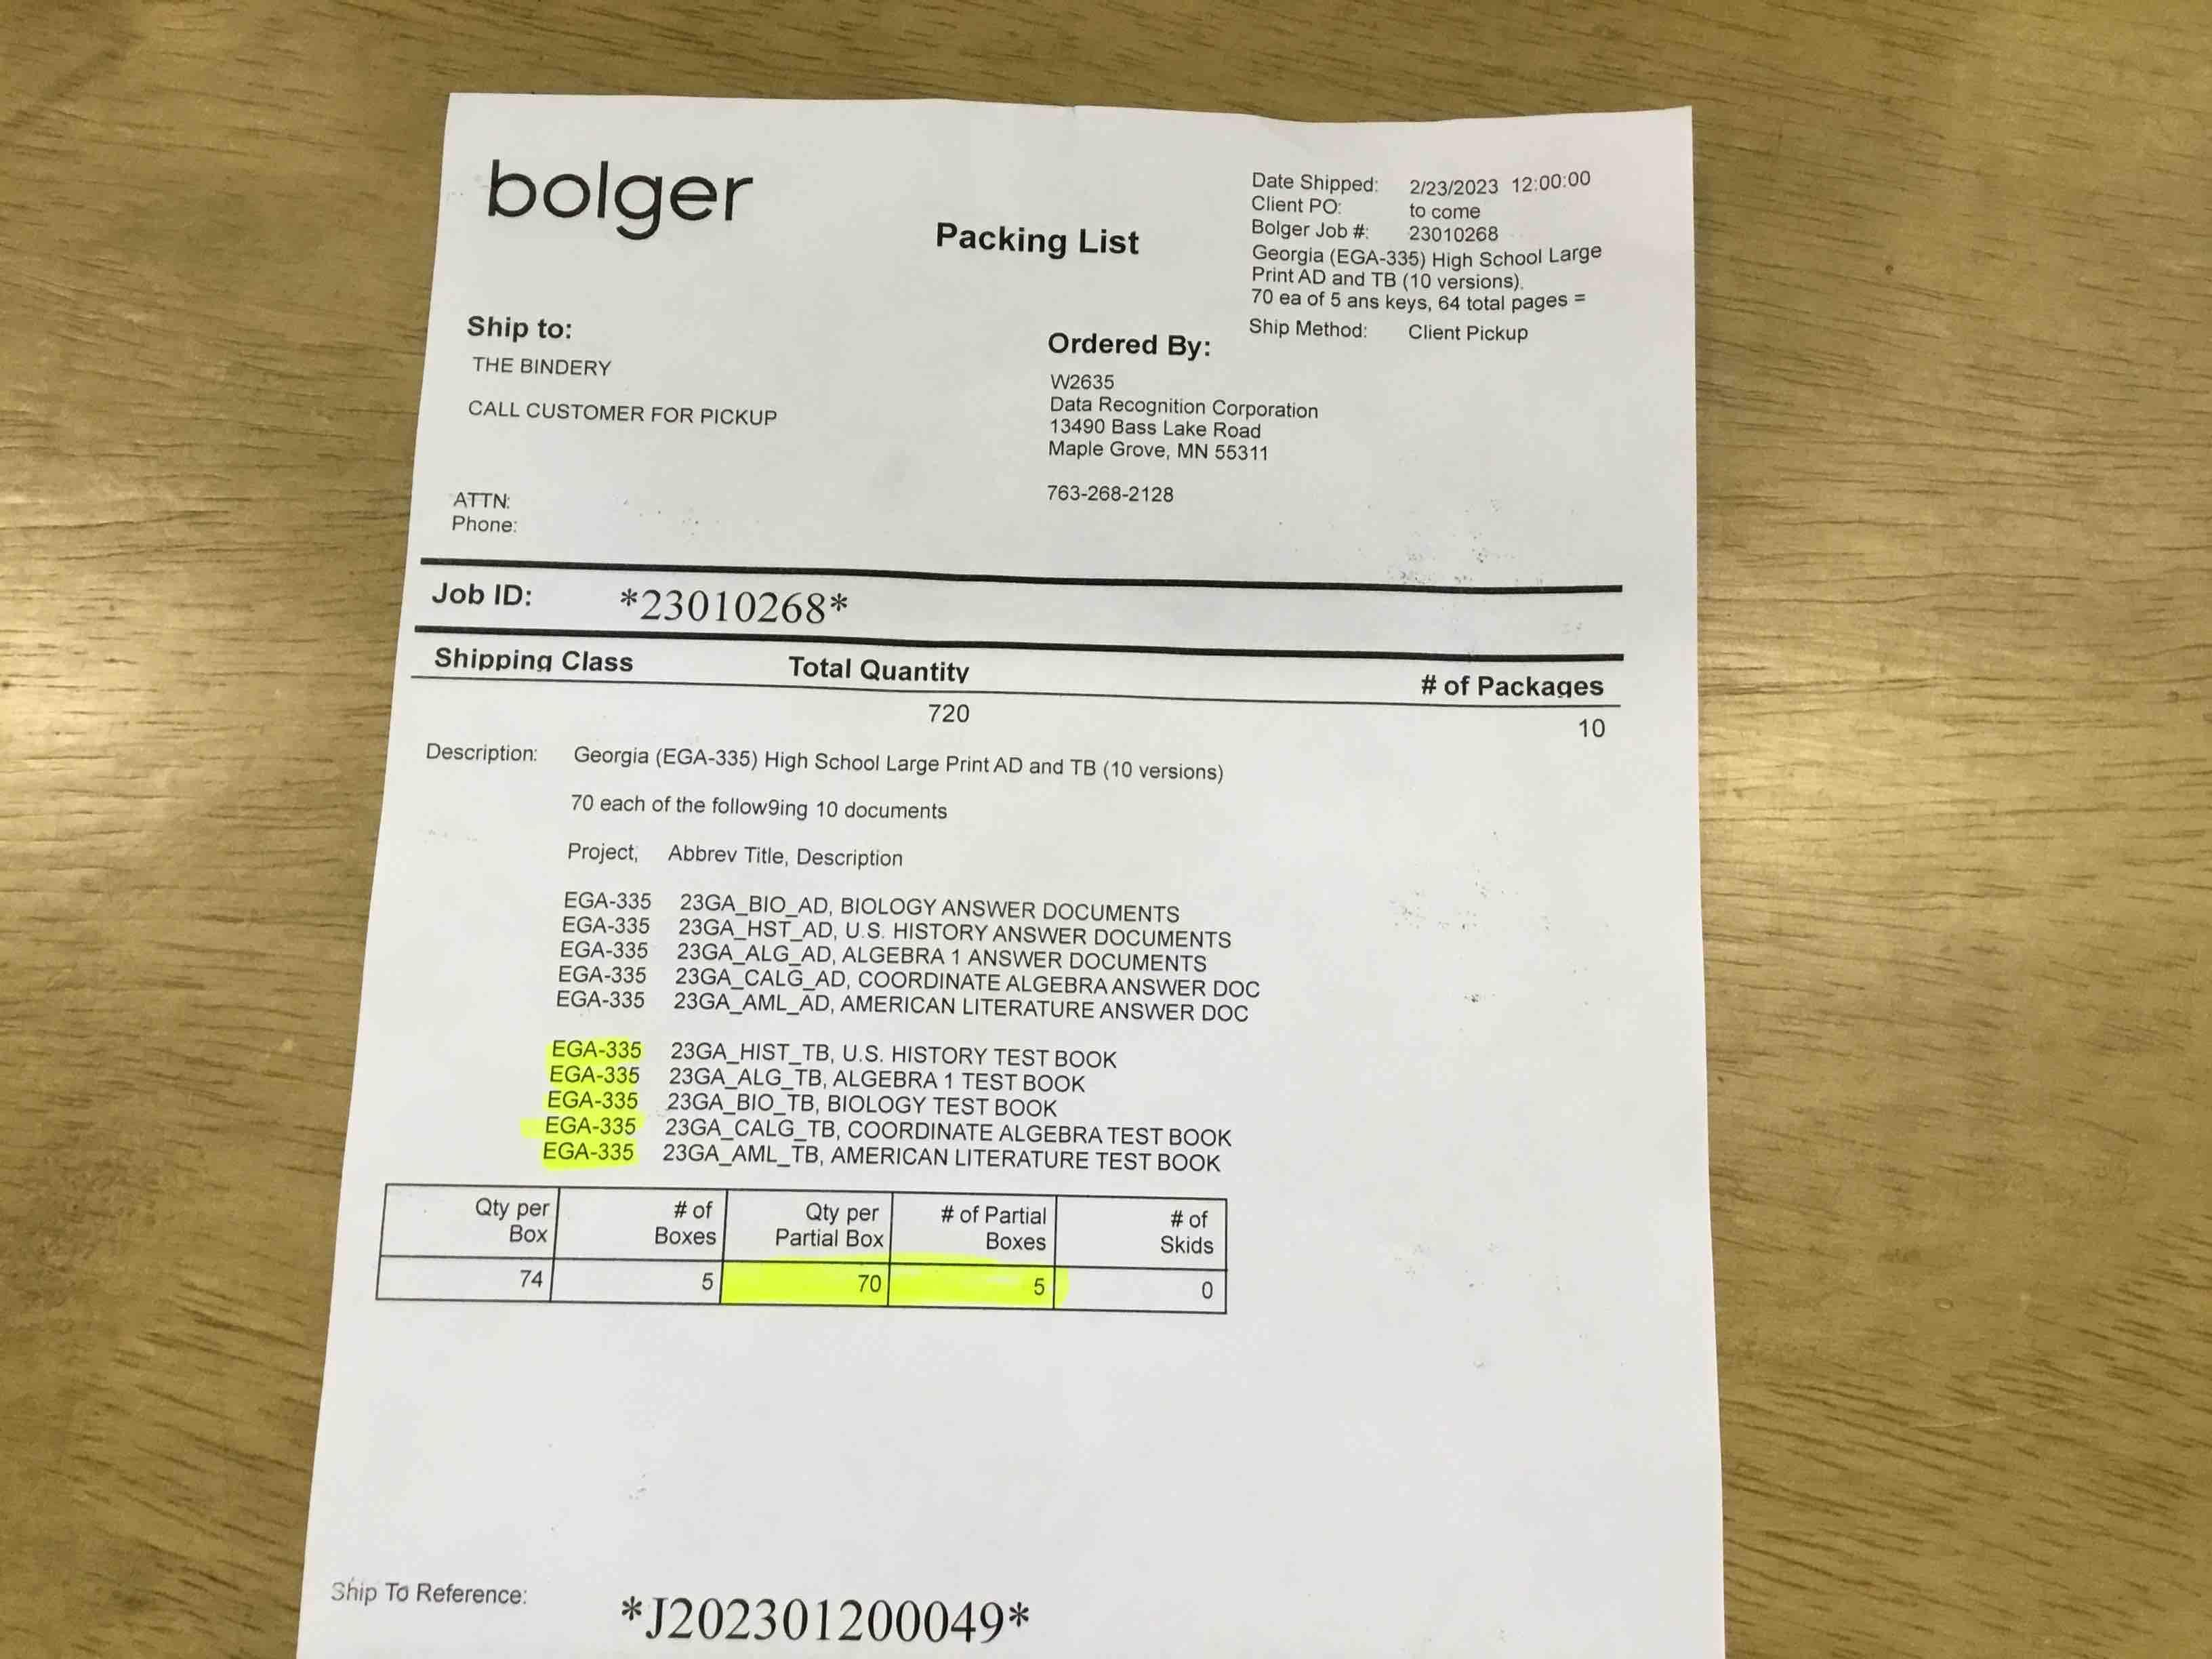 bolger
Packing List
Date Shipped: 2/23/2023 12:00:00
Client PO: to come
Bolger Job #: 23010268
Georgia (EGA-335) High School Large
Print AD and TB (10 versions).
70 ea of 5 ans keys, 64 total pages =
Ship Method: Client Pickup
Ship to:
THE BINDERY
CALL CUSTOMER FOR PICKUP
ATTN:
Phone:
Ordered By:
W2635
Data Recognition Corporation
13490 Bass Lake Road
Maple Grove, MN 55311
763-268-2128
Job ID: *23010268*
Shipping Class Total Quantity # of Packages
720 10
Description: Georgia (EGA-335) High School Large Print AD and TB (10 versions)
70 each of the follow9ing 10 documents
Project, Abbrev Title, Description
EGA-335 23GA_BIO_AD, BIOLOGY ANSWER DOCUMENTS
EGA-335 23GA_HST_AD, U.S. HISTORY ANSWER DOCUMENTS
EGA-335 23GA_ALG_AD, ALGEBRA 1 ANSWER DOCUMENTS
EGA-335 23GA_CALG_AD, COORDINATE ALGEBRA ANSWER DOC
EGA-335 23GA_AML_AD, AMERICAN LITERATURE ANSWER DOC
EGA-335 23GA_HIST_TB, U.S. HISTORY TEST BOOK
EGA-335 23GA_ALG_TB, ALGEBRA 1 TEST BOOK
EGA-335 23GA_BIO_TB, BIOLOGY TEST BOOK
EGA-335 23GA_CALG_TB, COORDINATE ALGEBRA TEST BOOK
EGA-335 23GA_AML_TB, AMERICAN LITERATURE TEST BOOK
Qty per Box # of Boxes Qty per Partial Box # of Partial Boxes # of Skids
74 5 70 5 0
Ship To Reference: *J202301200049*